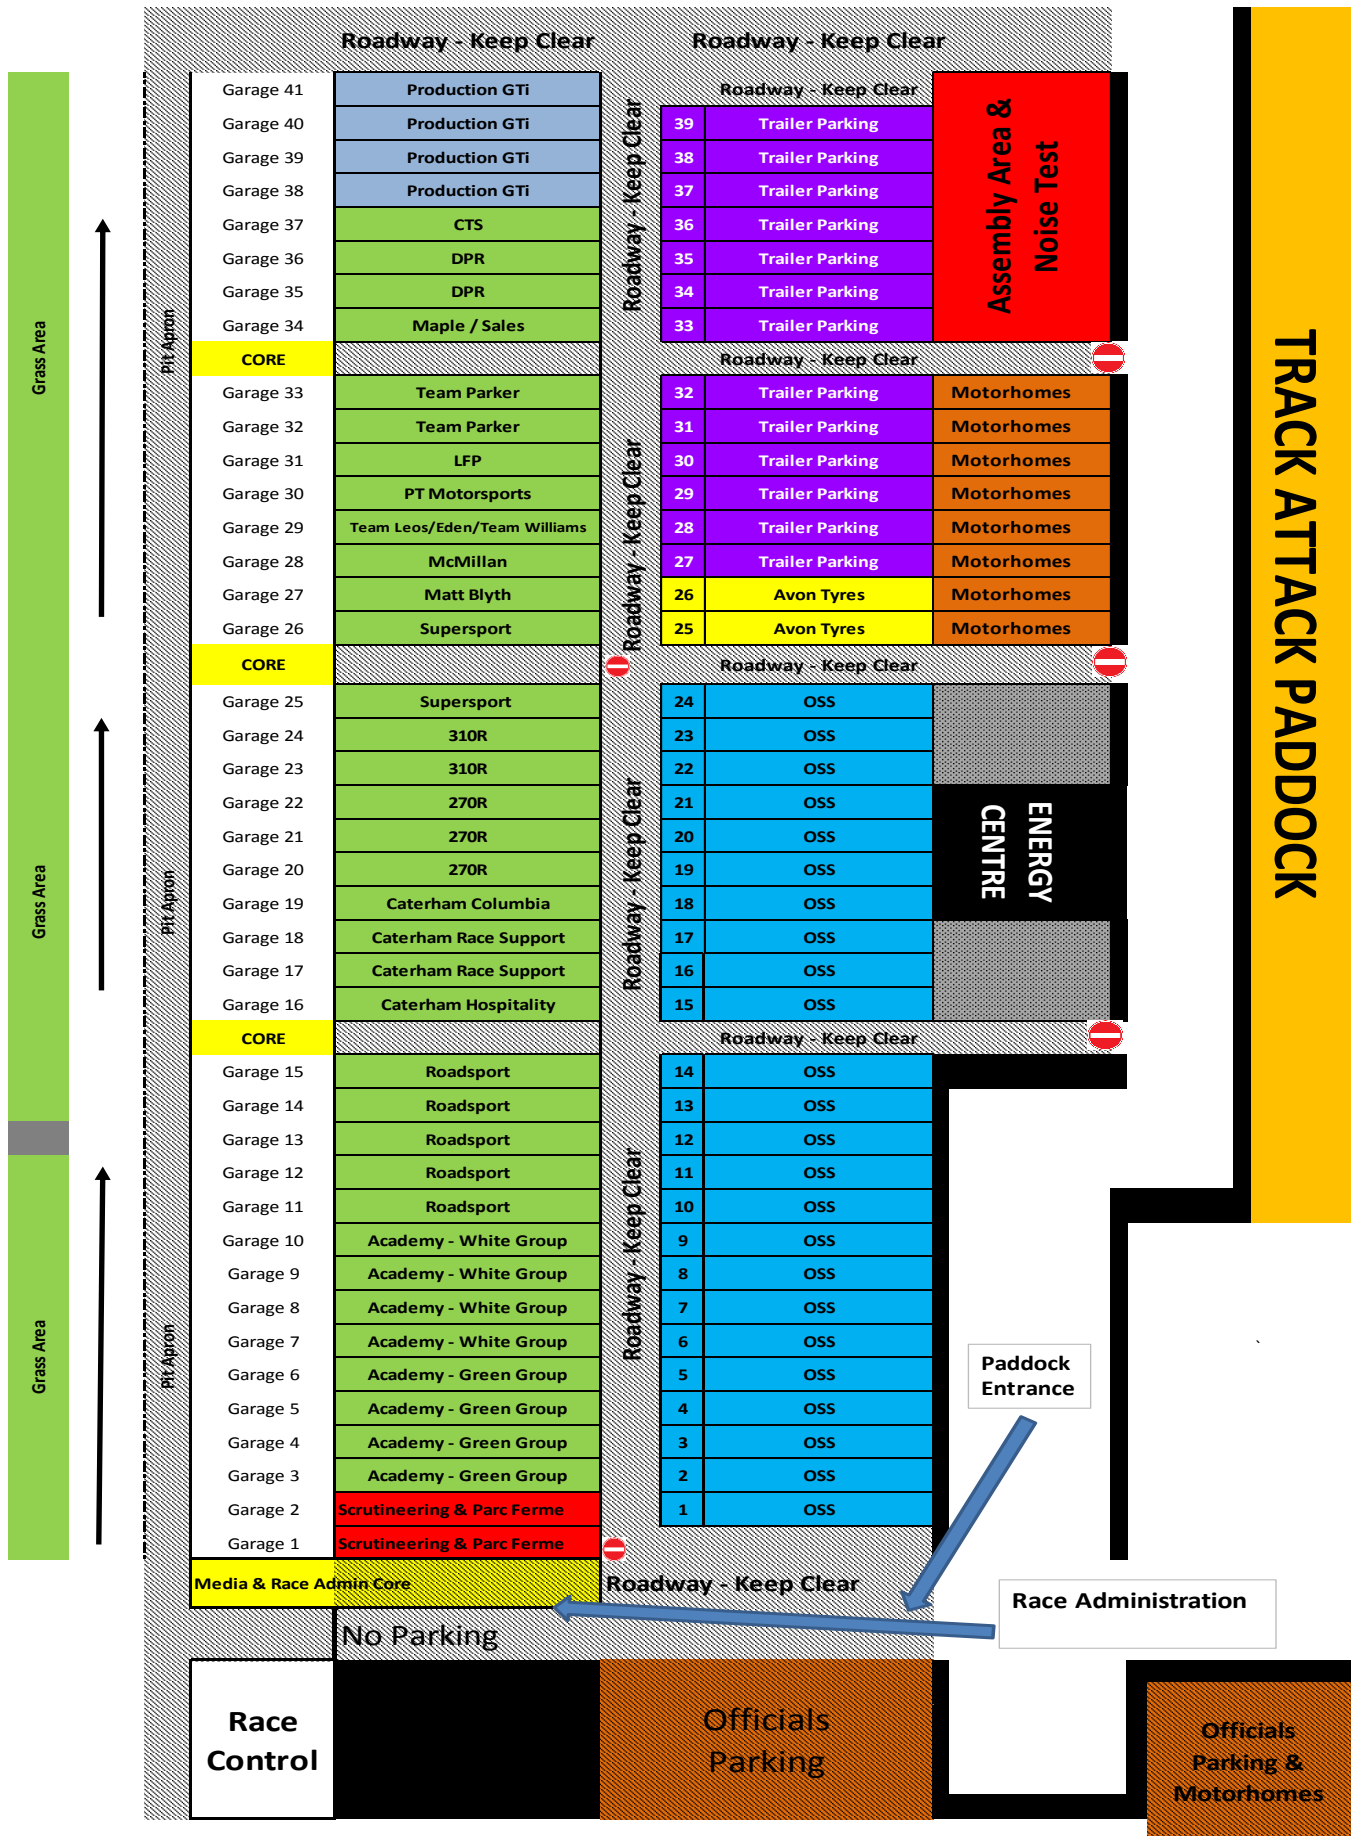 Roadway - Keep Clear Roadway - Keep Clear
Garage 41 Production GTi Roadway - Keep Clear
Garage 40 Production GTi 39 Trailer Parking
Garage 39 Production GTi 38 Trailer Parking
Garage 38 Production GTi 37 Trailer Parking
Garage 37 CTS 36 Trailer Parking
Garage 36 DPR 35 Trailer Parking
Garage 35 DPR 34 Trailer Parking
Garage 34 Maple / Sales 33 Trailer Parking
Roadway - Keep Clear
Assembly Area &
Noise Test
CORE Roadway - Keep Clear
Grass Area
Pit Apron
Garage 33 Team Parker 32 Trailer Parking Motorhomes
Garage 32 Team Parker 31 Trailer Parking Motorhomes
Garage 31 LFP 30 Trailer Parking Motorhomes
Garage 30 PT Motorsports 29 Trailer Parking Motorhomes
Garage 29 Team Leos/Eden/Team Williams 28 Trailer Parking Motorhomes
Garage 28 McMillan 27 Trailer Parking Motorhomes
Garage 27 Matt Blyth 26 Avon Tyres Motorhomes
Garage 26 Supersport 25 Avon Tyres Motorhomes
Roadway - Keep Clear
TRACK ATTACK PADDOCK
CORE Roadway - Keep Clear
Garage 25 Supersport 24 OSS
Garage 24 310R 23 OSS
Garage 23 310R 22 OSS
Garage 22 270R 21 OSS
Garage 21 270R 20 OSS
Garage 20 270R 19 OSS
Garage 19 Caterham Columbia 18 OSS
Garage 18 Caterham Race Support 17 OSS
Garage 17 Caterham Race Support 16 OSS
Garage 16 Caterham Hospitality 15 OSS
Grass Area
Pit Apron
Roadway - Keep Clear
ENERGY
CENTRE
CORE Roadway - Keep Clear
Garage 15 Roadsport 14 OSS
Garage 14 Roadsport 13 OSS
Garage 13 Roadsport 12 OSS
Garage 12 Roadsport 11 OSS
Garage 11 Roadsport 10 OSS
Garage 10 Academy - White Group 9 OSS
Garage 9 Academy - White Group 8 OSS
Garage 8 Academy - White Group 7 OSS
Garage 7 Academy - White Group 6 OSS
Garage 6 Academy - Green Group 5 OSS
Garage 5 Academy - Green Group 4 OSS
Garage 4 Academy - Green Group 3 OSS
Garage 3 Academy - Green Group 2 OSS
Garage 2 Scrutineering & Parc Ferme 1 OSS
Garage 1 Scrutineering & Parc Ferme
Grass Area
Pit Apron
Roadway - Keep Clear
`
Paddock
Entrance
Media & Race Admin Core Roadway - Keep Clear
Race Administration
No Parking
Race
Control
Officials
Parking
Officials
Parking &
Motorhomes